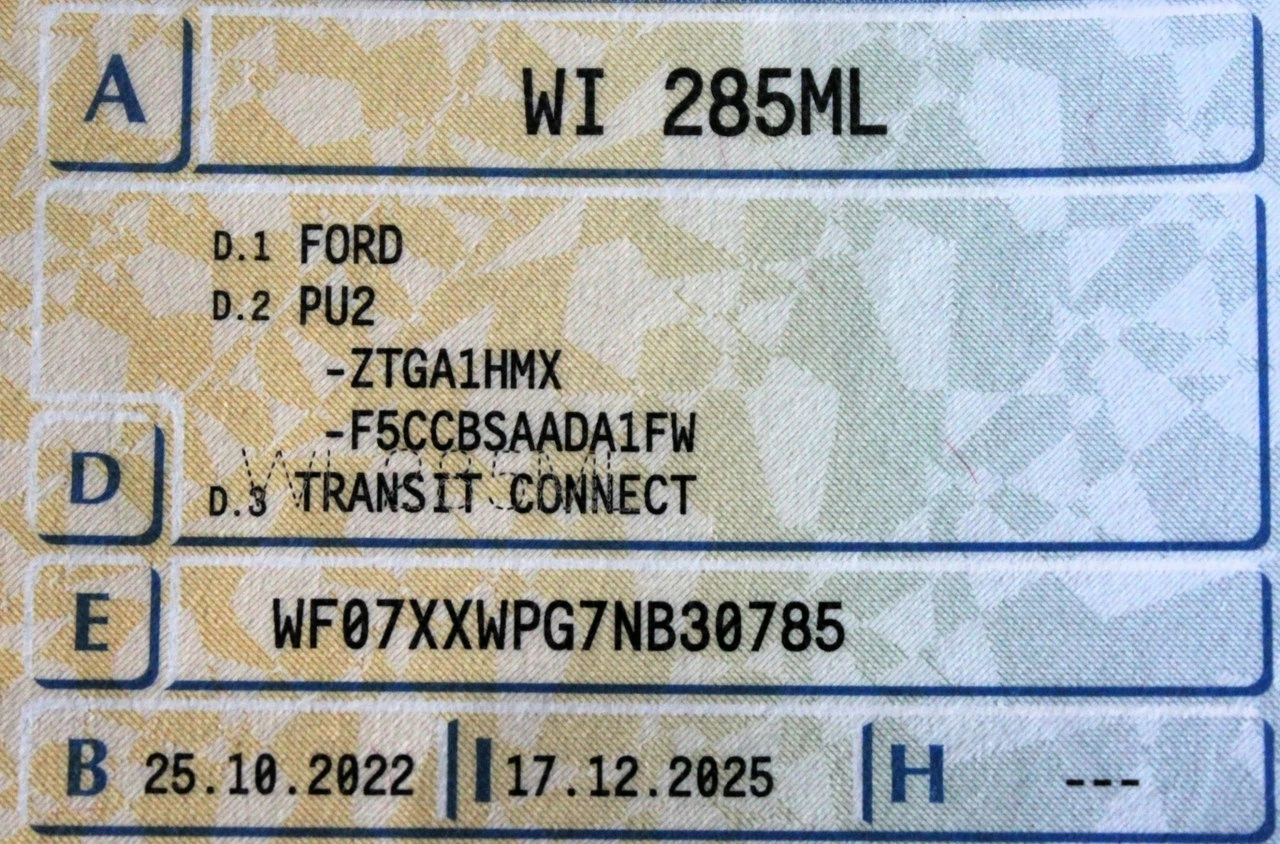 A WI 285ML
D.1 FORD
D.2 PU2
-ZTGA1HMX
-F5CCBSAADA1FW
D D.3 TRANSIT CONNECT
E WF07XXWPG7NB30785
B 25.10.2022 I 17.12.2025 H ---